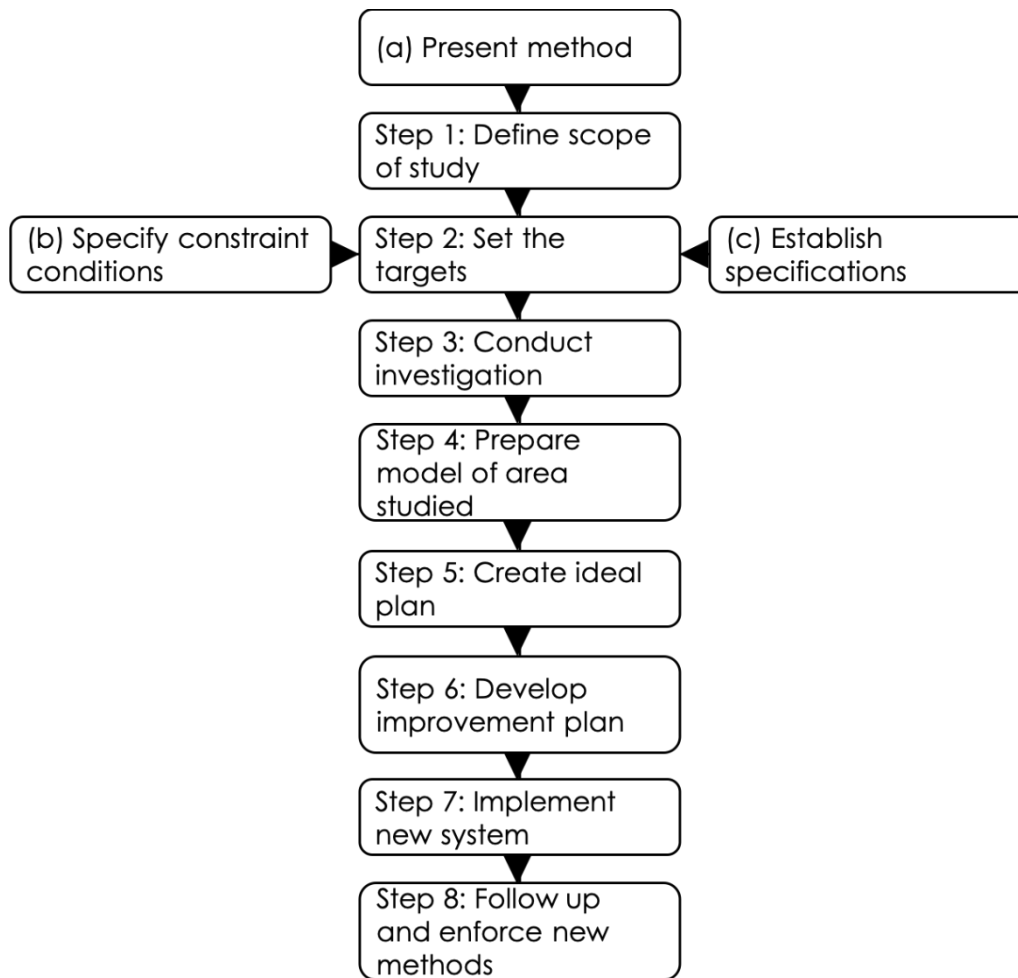 (a) Present method
Step 1: Define scope
of study
(b) Specify constraint
conditions
Step 2: Set the
targets
(c) Establish
specifications
Step 3: Conduct
investigation
Step 4: Prepare
model of area
studied
Step 5: Create ideal
plan
Step 6: Develop
improvement plan
Step 7: Implement
new system
Step 8: Follow up
and enforce new
methods